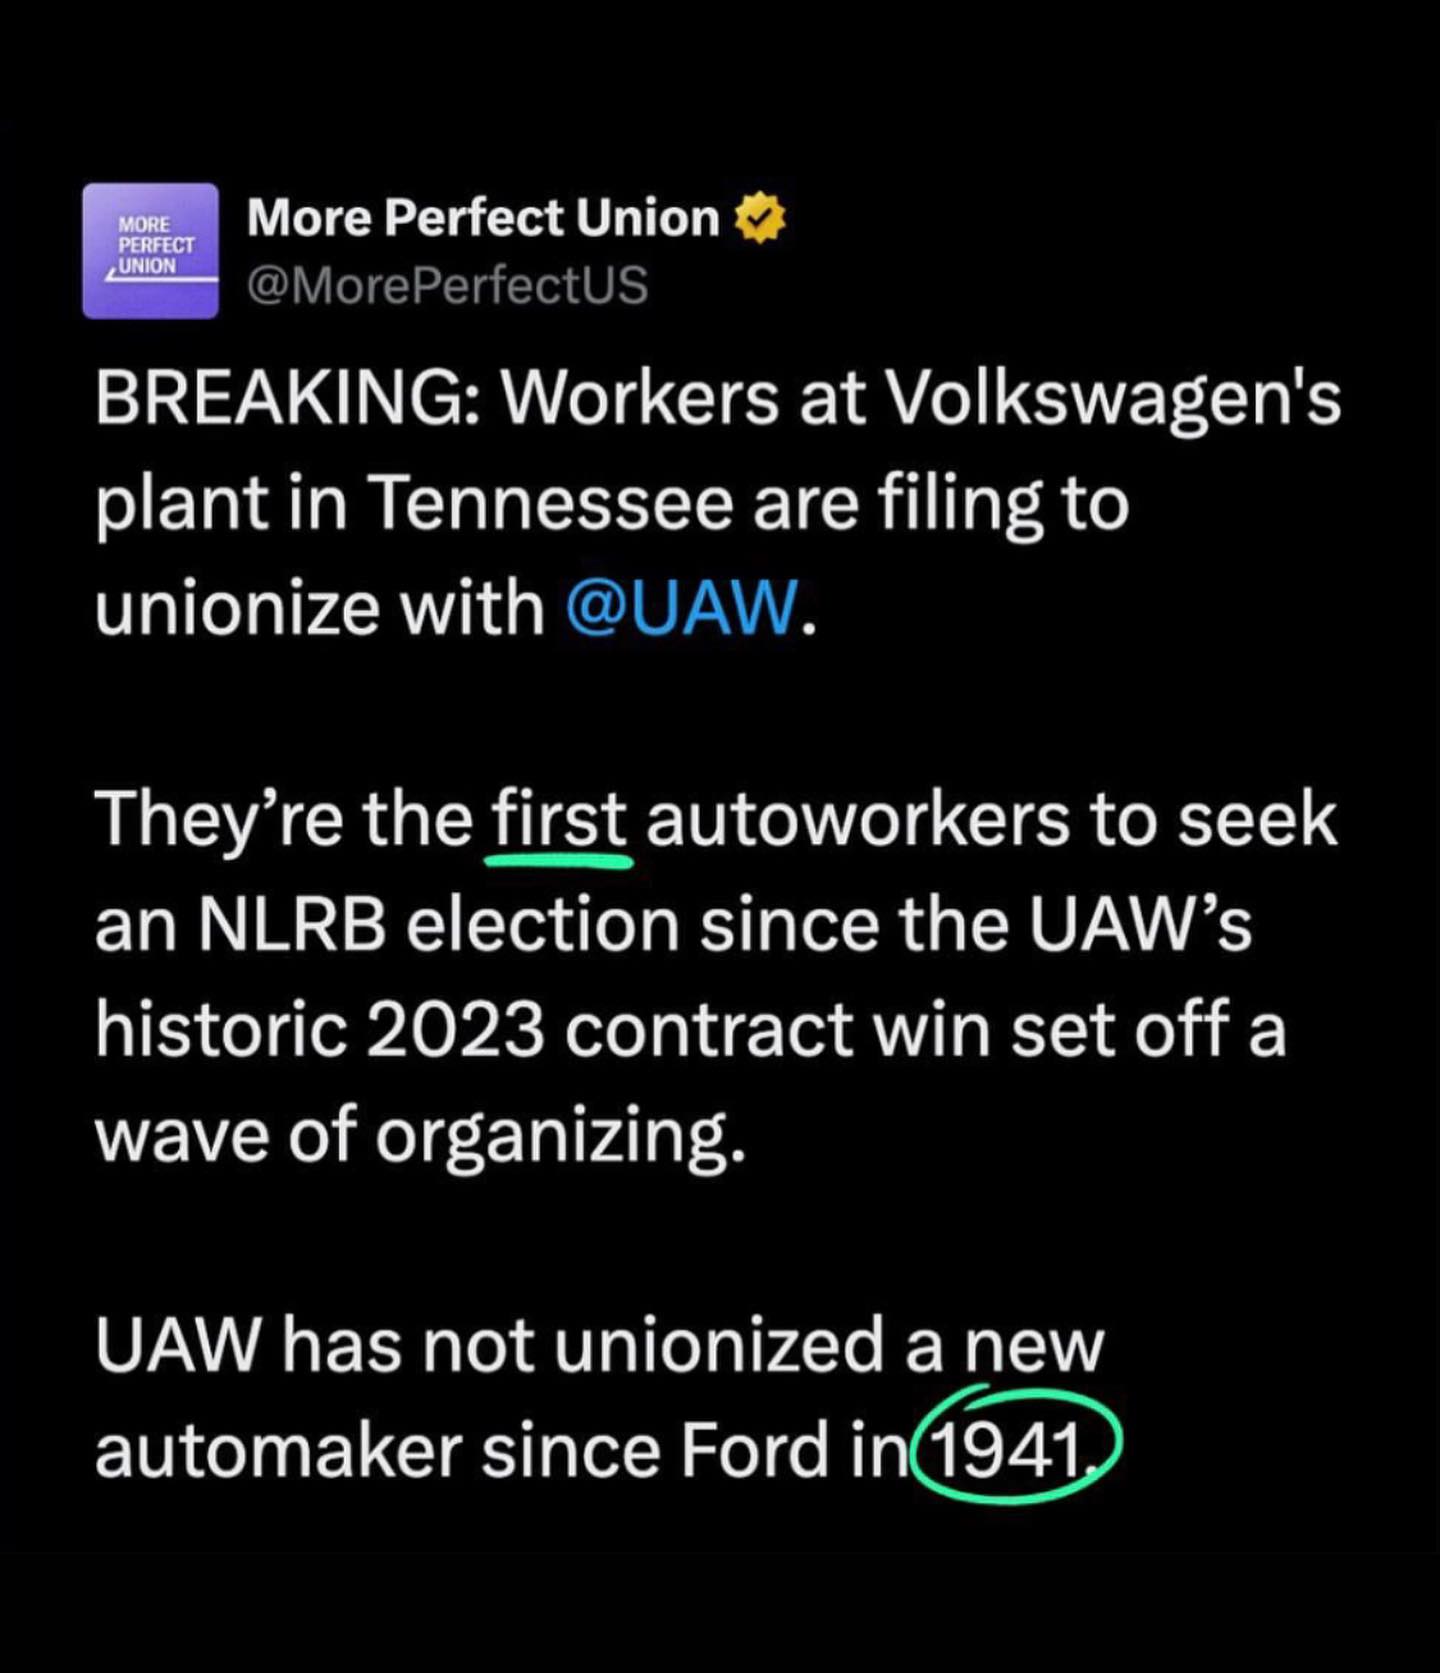 MORE
PERFECT
UNION
More Perfect Union
@MorePerfectUS
BREAKING: Workers at Volkswagen's
plant in Tennessee are filing to
unionize with @UAW.
They’re the first autoworkers to seek
an NLRB election since the UAW’s
historic 2023 contract win set off a
wave of organizing.
UAW has not unionized a new
automaker since Ford in 1941.